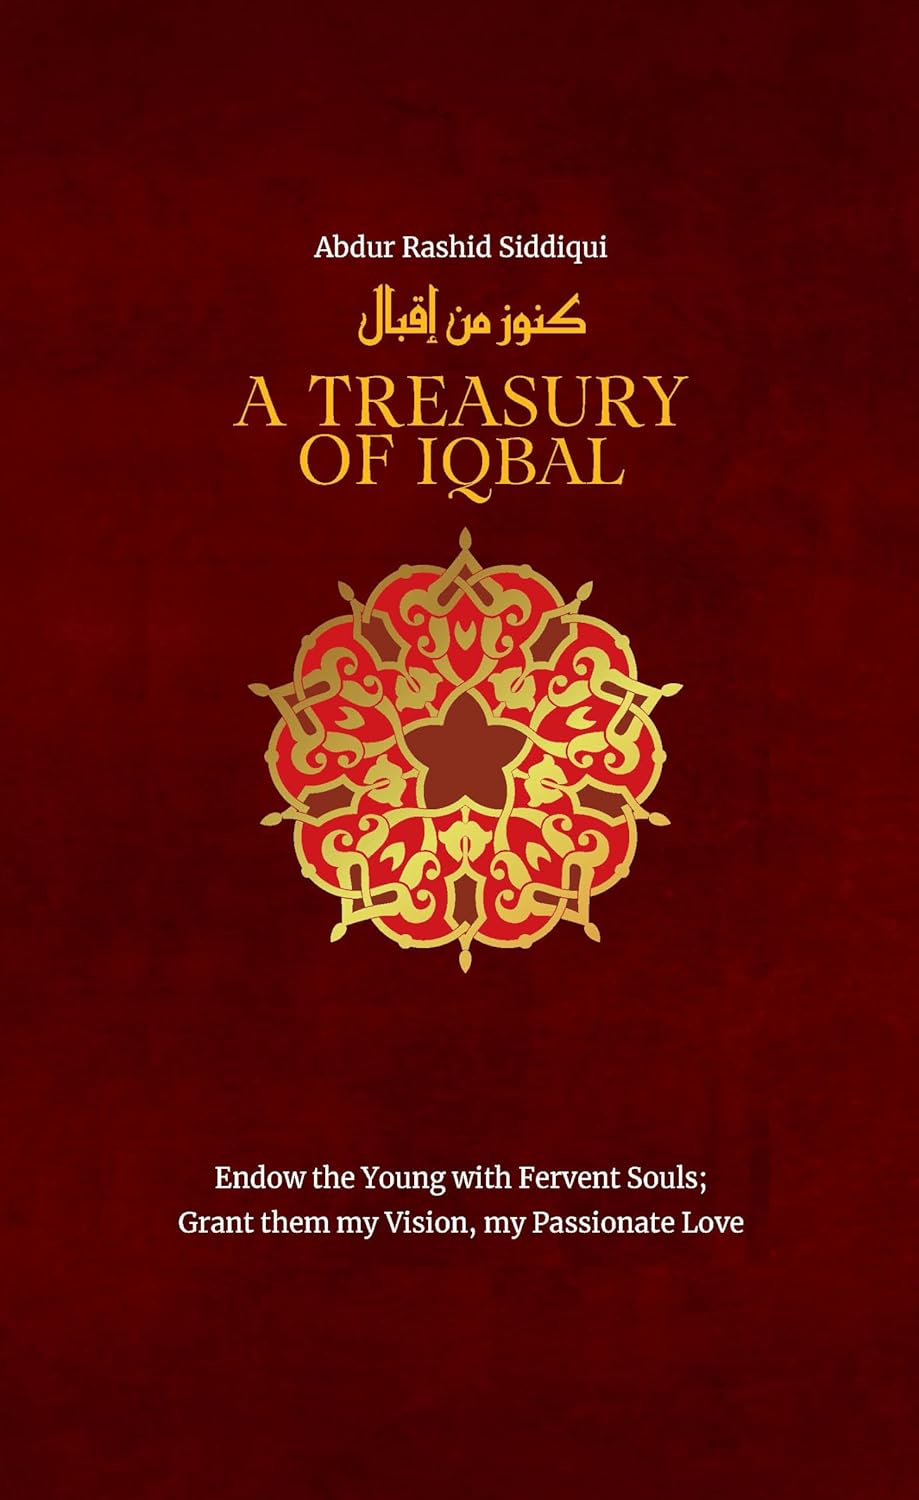 Abdur Rashid Siddiqui
كنوز من إقبال
A TREASURY
OF IQBAL
Endow the Young with Fervent Souls;
Grant them my Vision, my Passionate Love